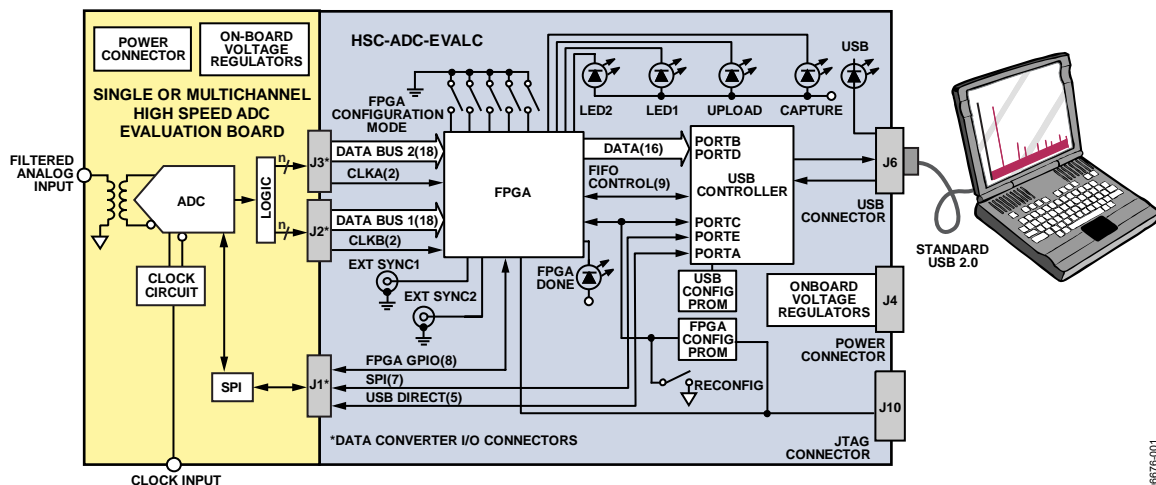 POWER
CONNECTOR
ON-BOARD
VOLTAGE
REGULATORS
SINGLE OR MULTICHANNEL
HIGH SPEED ADC
EVALUATION BOARD
FILTERED
ANALOG
INPUT
ADC
LOGIC
n
n
CLOCK
CIRCUIT
SPI
CLOCK INPUT
HSC-ADC-EVALC
FPGA
CONFIGURATION
MODE
J3*
DATA BUS 2(18)
CLKA(2)
J2*
DATA BUS 1(18)
CLKB(2)
EXT SYNC1
EXT SYNC2
J1*
FPGA GPIO(8)
SPI(7)
USB DIRECT(5)
*DATA CONVERTER I/O CONNECTORS
FPGA
LED2
LED1
UPLOAD
CAPTURE
USB
DATA(16)
FIFO
CONTROL(9)
PORTB
PORTD
USB
CONTROLLER
PORTC
PORTE
PORTA
FPGA
DONE
USB
CONFIG
PROM
FPGA
CONFIG
PROM
RECONFIG
J6
USB
CONNECTOR
ONBOARD
VOLTAGE
REGULATORS
J4
POWER
CONNECTOR
J10
JTAG
CONNECTOR
STANDARD
USB 2.0
06676-001